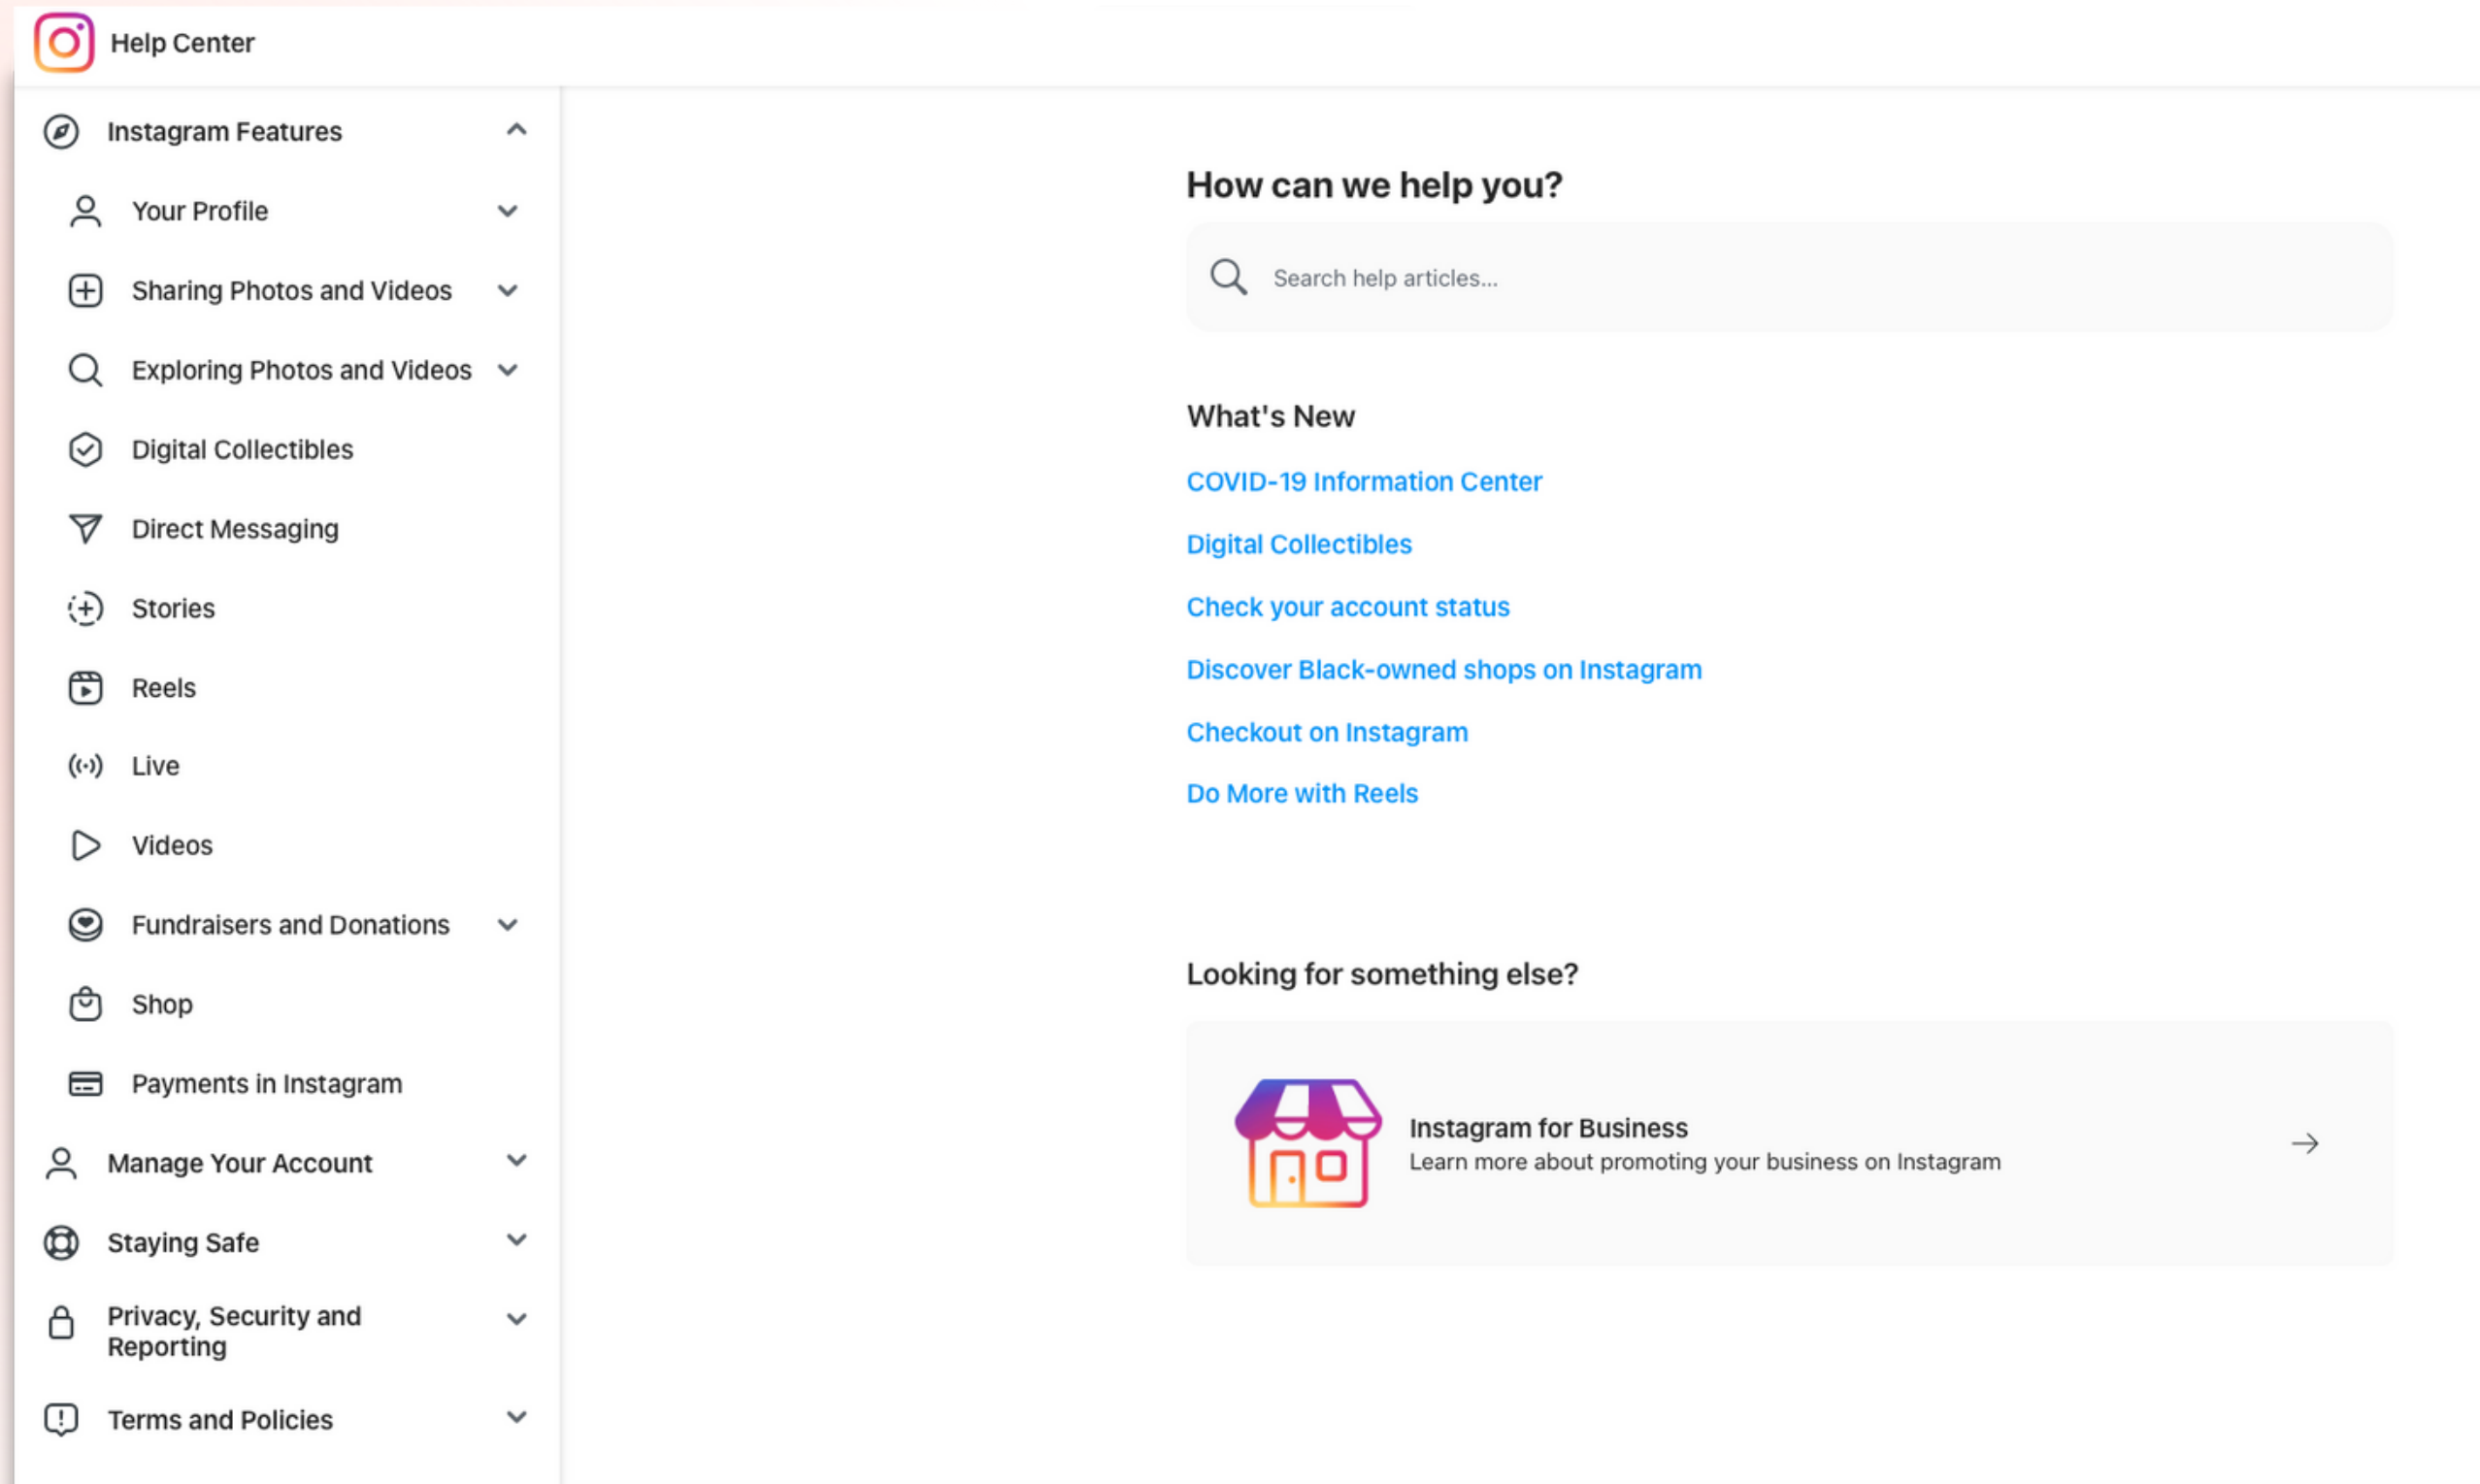 Help Center
Instagram Features
Your Profile
Sharing Photos and Videos
Exploring Photos and Videos
Digital Collectibles
Direct Messaging
Stories
Reels
Live
Videos
Fundraisers and Donations
Shop
Payments in Instagram
Manage Your Account
Staying Safe
Privacy, Security and
Reporting
Terms and Policies
How can we help you?
Search help articles...
What's New
COVID-19 Information Center
Digital Collectibles
Check your account status
Discover Black-owned shops on Instagram
Checkout on Instagram
Do More with Reels
Looking for something else?
Instagram for Business
Learn more about promoting your business on Instagram